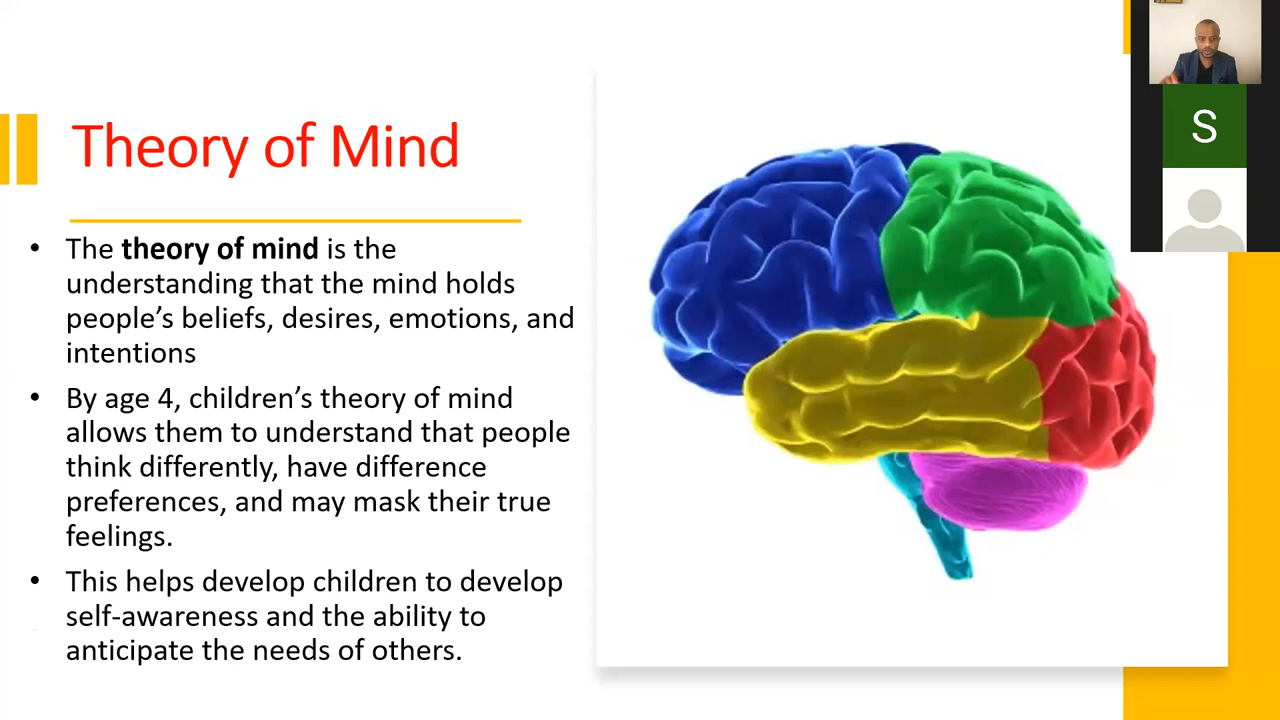 Theory of Mind
• The theory of mind is the
understanding that the mind holds
people's beliefs, desires, emotions, and
intentions
• By age 4, children's theory of mind
allows them to understand that people
think differently, have difference
preferences, and may mask their true
feelings.
• This helps develop children to develop
self-awareness and the ability to
anticipate the needs of others.
S